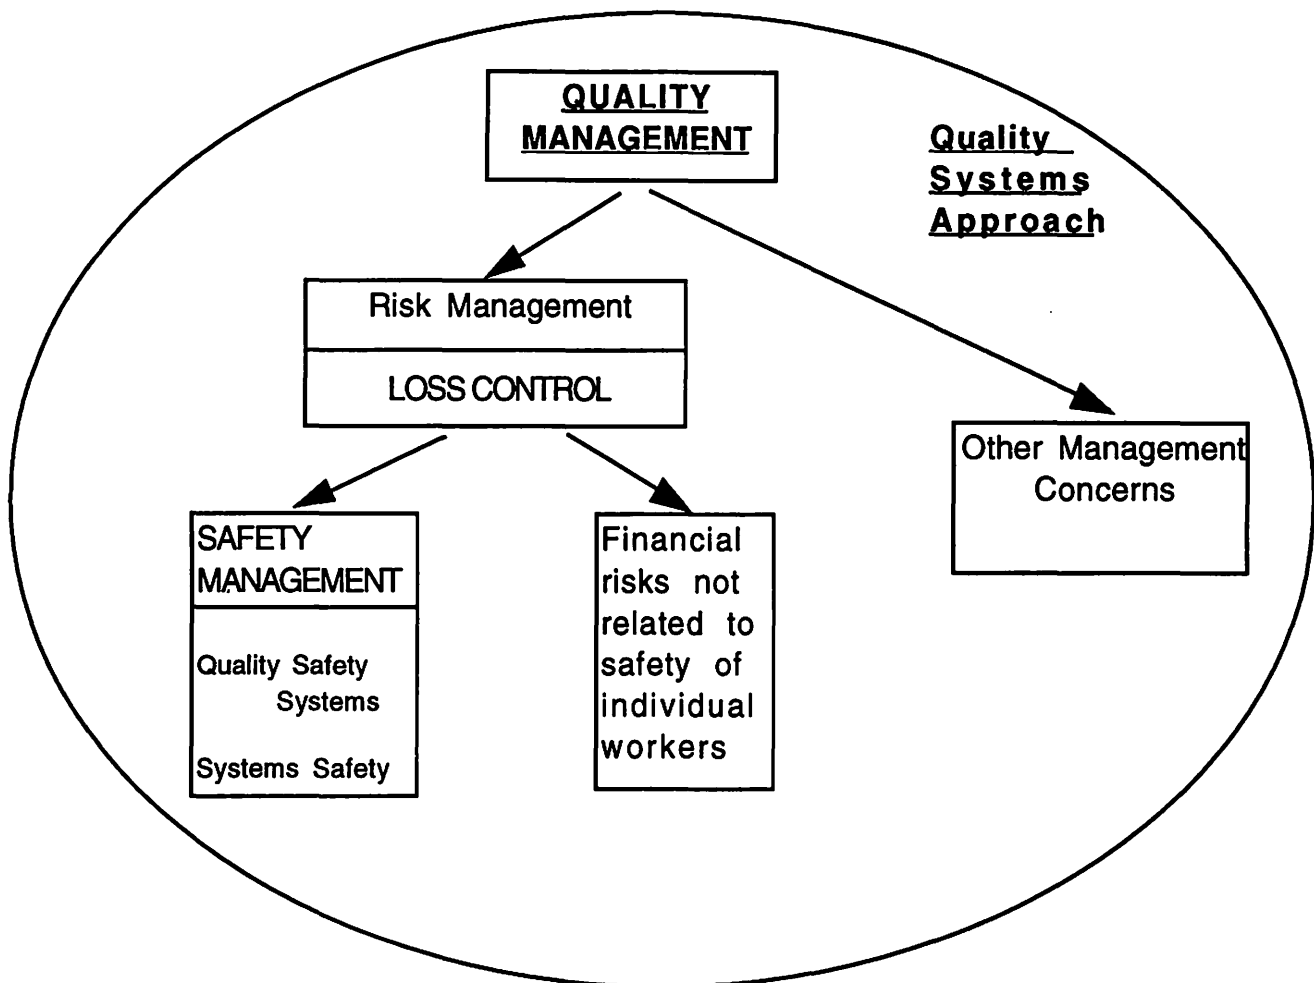 QUALITY
MANAGEMENT
Quality
Systems
Approach
Risk Management
LOSS CONTROL
Other Management
Concerns
SAFETY
MANAGEMENT
Quality Safety
Systems
Systems Safety
Financial
risks not
related to
safety of
individual
workers